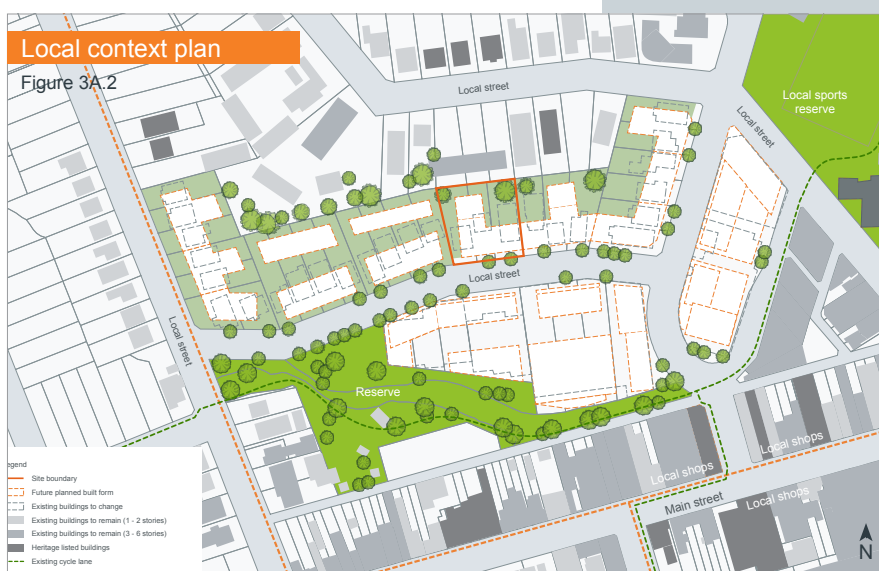 Local context plan
Figure 3A.2
Local street
Local sports
reserve
Local street
Local street
Local street
Reserve
Local shops
Local shops
Main street
Local shops
egend
Site boundary
Future planned built form
Existing buildings to change
Existing buildings to remain (1 - 2 stories)
Existing buildings to remain (3 - 6 stories)
Heritage listed buildings
Existing cycle lane
N